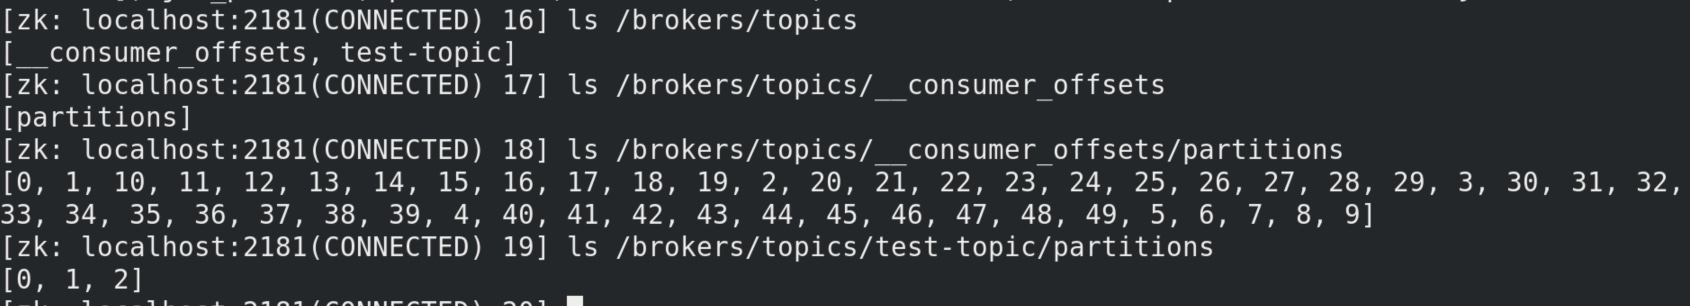 [zk: localhost:2181(CONNECTED) 16] ls /brokers/topics
[__consumer_offsets, test-topic]
[zk: localhost:2181(CONNECTED) 17] ls /brokers/topics/__consumer_offsets
[partitions]
[zk: localhost:2181(CONNECTED) 18] ls /brokers/topics/__consumer_offsets/partitions
[0, 1, 10, 11, 12, 13, 14, 15, 16, 17, 18, 19, 2, 20, 21, 22, 23, 24, 25, 26, 27, 28, 29, 3, 30, 31, 32,
33, 34, 35, 36, 37, 38, 39, 4, 40, 41, 42, 43, 44, 45, 46, 47, 48, 49, 5, 6, 7, 8, 9]
[zk: localhost:2181(CONNECTED) 19] ls /brokers/topics/test-topic/partitions
[0, 1, 2]
[zk: localhost:2181(CONNECTED) 20]